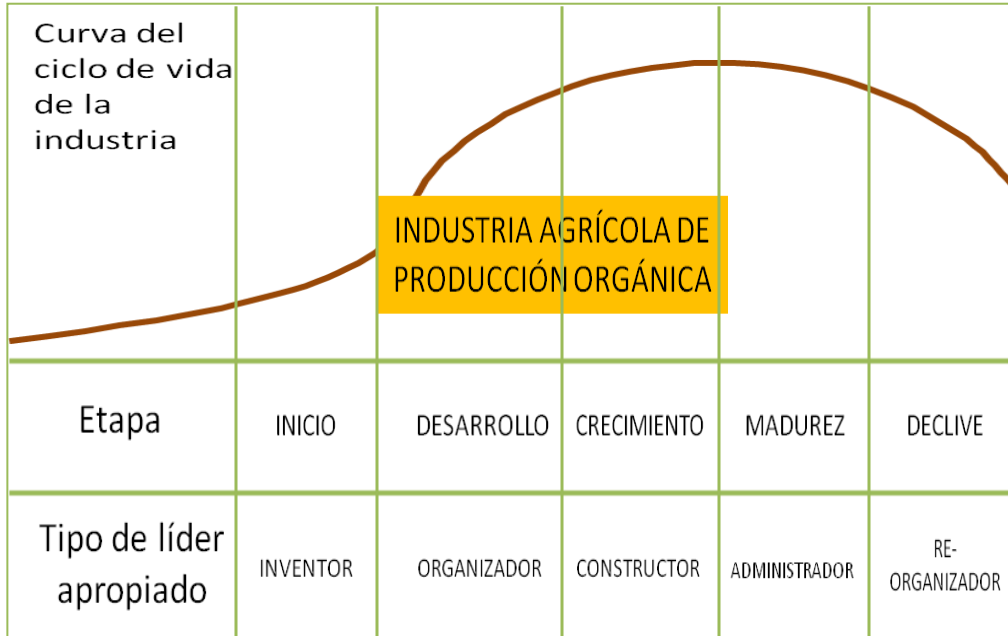 Curva del
ciclo de vida
de la
industria
INDUSTRIA AGRÍCOLA DE
PRODUCCIÓN ORGÁNICA
Etapa
INICIO
DESARROLLO
CRECIMIENTO
MADUREZ
DECLIVE
Tipo de líder
apropiado
INVENTOR
ORGANIZADOR
CONSTRUCTOR
ADMINISTRADOR
RE-
ORGANIZADOR